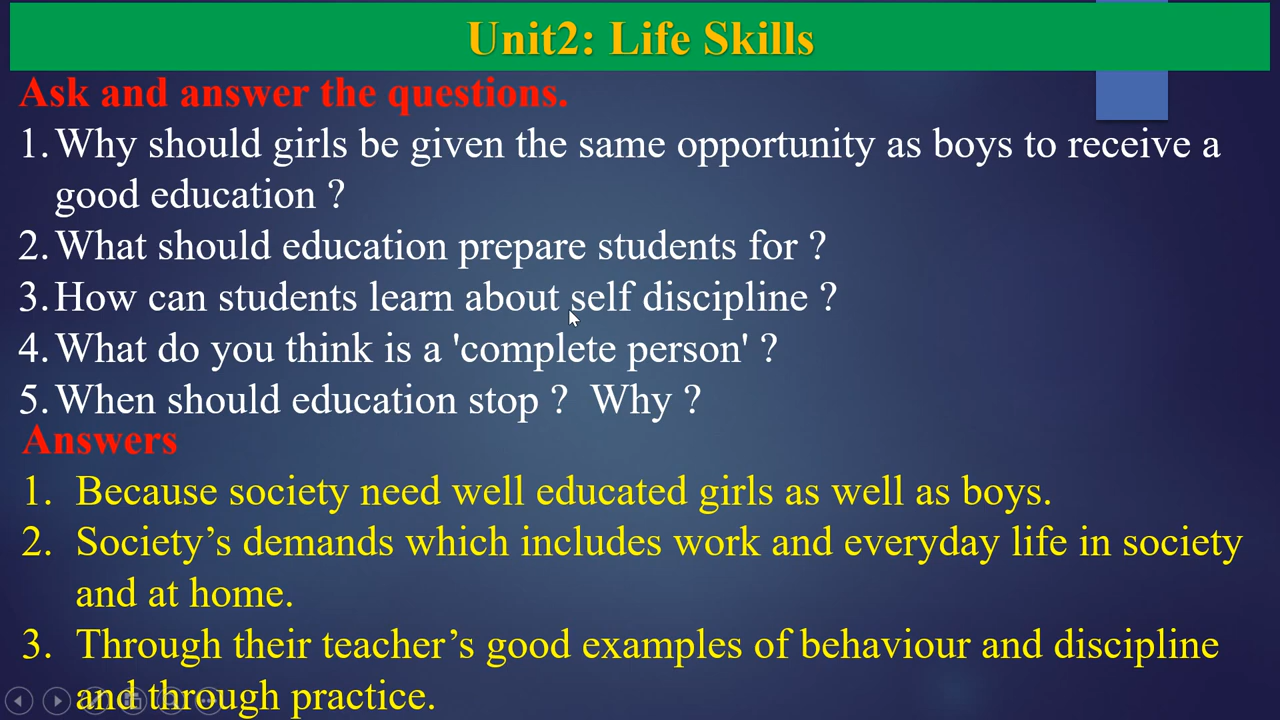 Unit2: Life Skills
Ask and answer the questions.
1. Why should girls be given the same opportunity as boys to receive a
good education ?
2. What should education prepare students for ?
3. How can students learn about self discipline ?
4. What do you think is a 'complete person' ?
5. When should education stop ?  Why ?
Answers
1. Because society need well educated girls as well as boys.
2. Society’s demands which includes work and everyday life in society
and at home.
3. Through their teacher’s good examples of behaviour and discipline
and through practice.